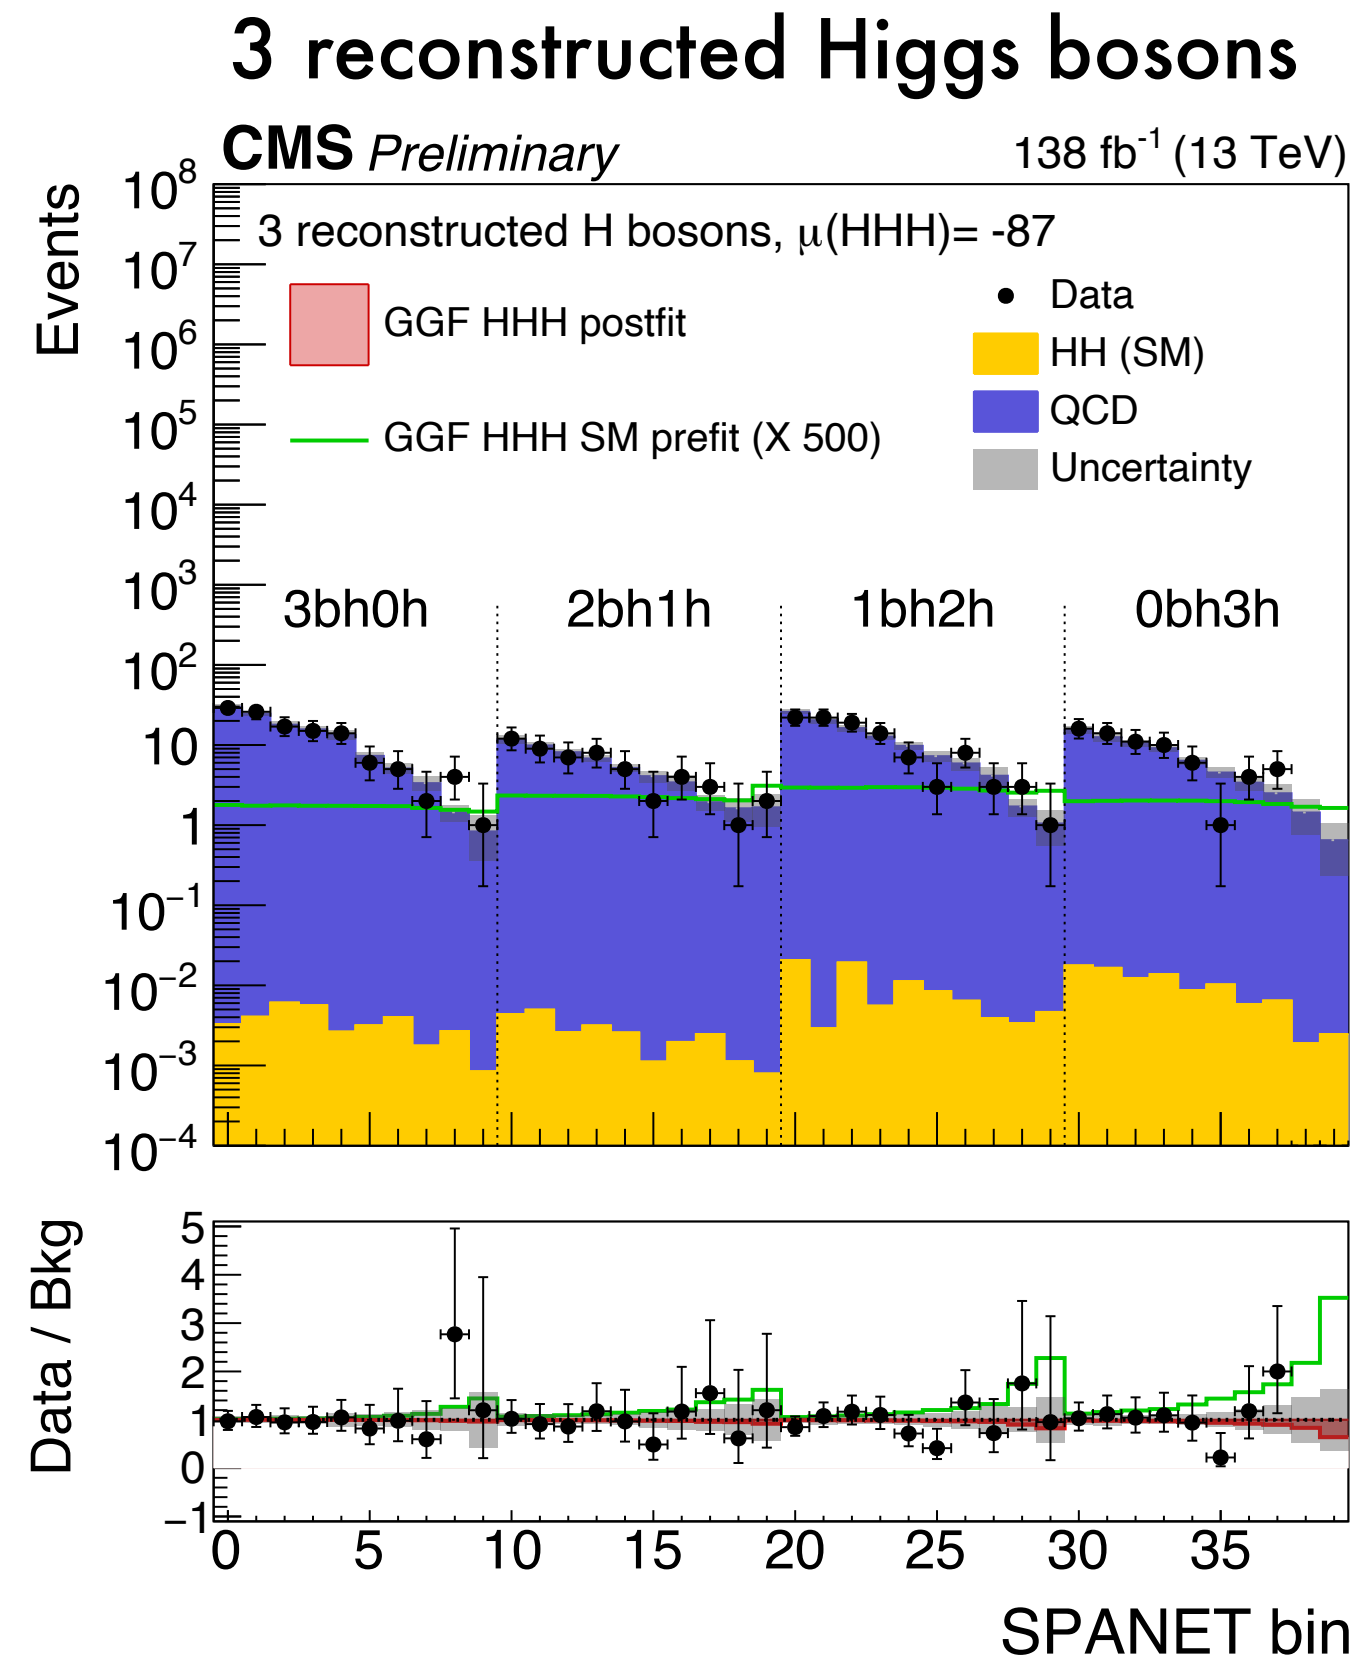 3 reconstructed Higgs bosons
CMS Preliminary
138 fb⁻¹ (13 TeV)
Events
10⁸
10⁷
10⁶
10⁵
10⁴
10³
10²
10
1
10⁻¹
10⁻²
10⁻³
10⁻⁴
3 reconstructed H bosons, μ(HHH)= -87
GGF HHH postfit
GGF HHH SM prefit (X 500)
Data
HH (SM)
QCD
Uncertainty
3bh0h 2bh1h 1bh2h 0bh3h
Data / Bkg
5
4
3
2
1
0
−1
0 5 10 15 20 25 30 35
SPANET bin